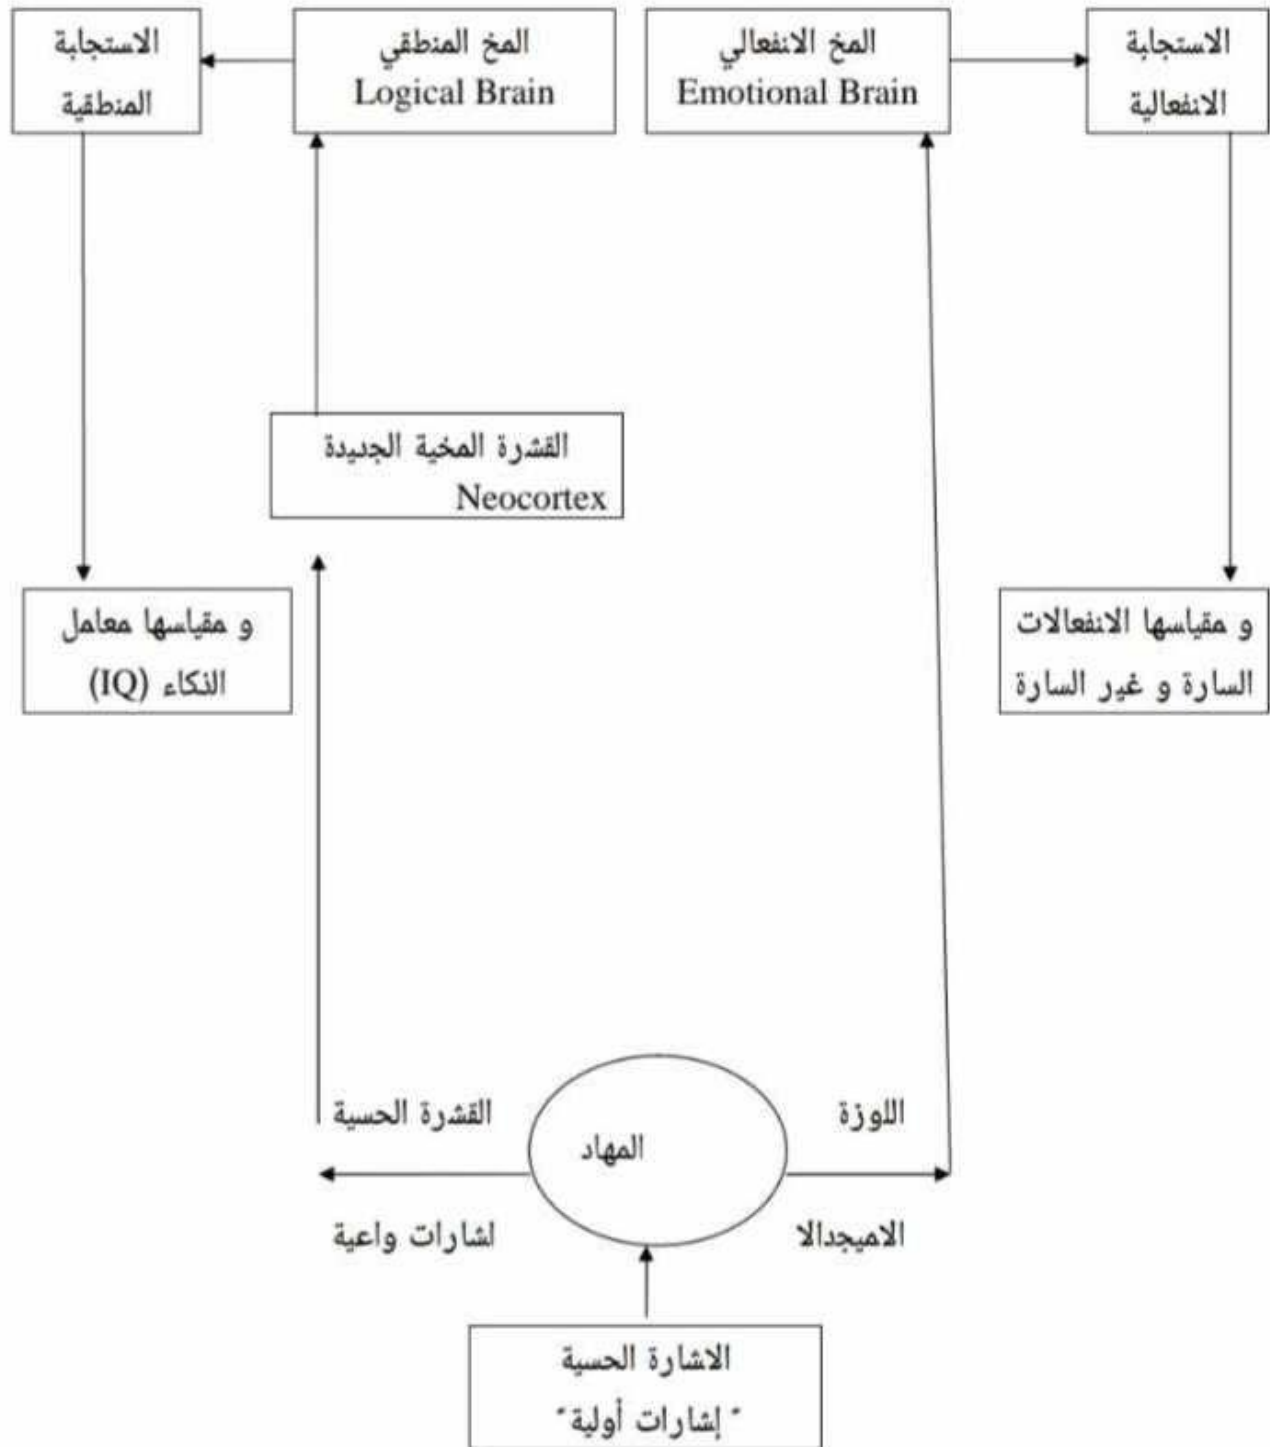 الاستجابة
الانفعالية
المخ الانفعالي
Emotional Brain
المخ المنطقي
Logical Brain
الاستجابة
المنطقية
القشرة المخية الجديدة
Neocortex
و مقياسها الانفعالات
السارة و غير السارة
و مقياسها معامل
الذكاء (IQ)
اللوزة
الاميجدالا
المهاد
القشرة الحسية
لشارات واعية
الاشارة الحسية
" إشارات أولية"